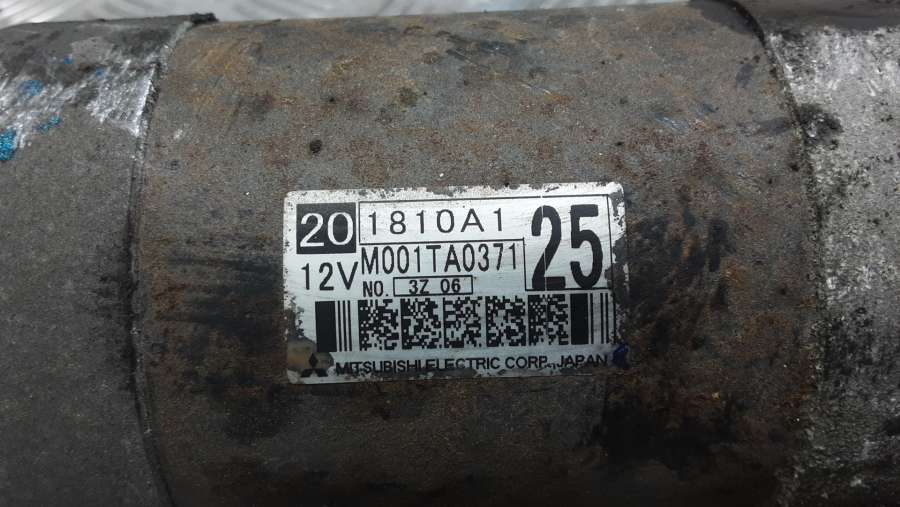 20 1810A1 25
12V M001TA0371
NO. 3Z 06
MITSUBISHI ELECTRIC CORP., JAPAN